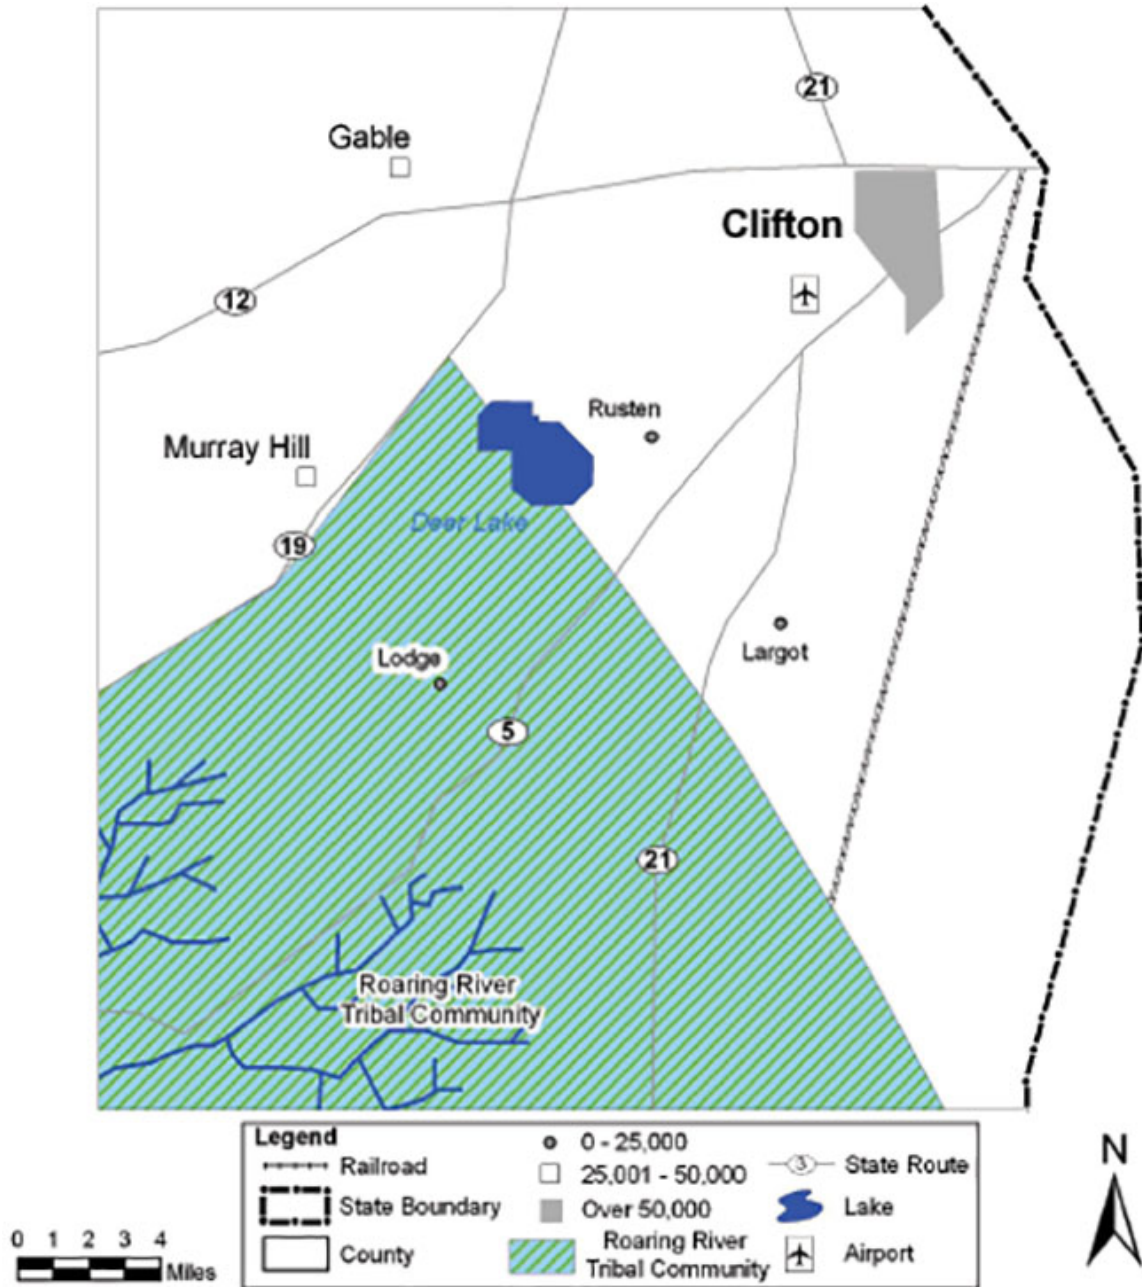 21
Gable
Clifton
12
Rusten
Murray Hill
Deer Lake
19
Lodge
Largot
5
21
Roaring River
Tribal Community
Legend
Railroad
State Boundary
County
0 - 25,000
25,001 - 50,000
Over 50,000
Roaring River
Tribal Community
3 State Route
Lake
Airport
0 1 2 3 4
Miles
N